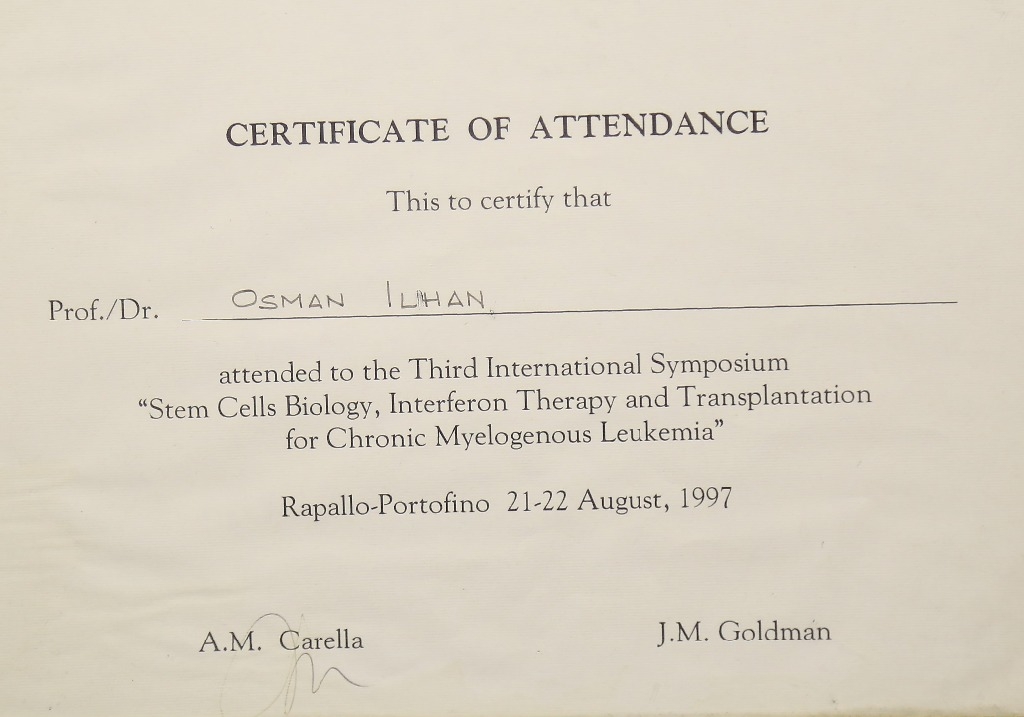 CERTIFICATE OF ATTENDANCE
This to certify that
Prof./Dr. OSMAN ILHAN
attended to the Third International Symposium
“Stem Cells Biology, Interferon Therapy and Transplantation
for Chronic Myelogenous Leukemia”
Rapallo-Portofino 21-22 August, 1997
A.M. Carella J.M. Goldman